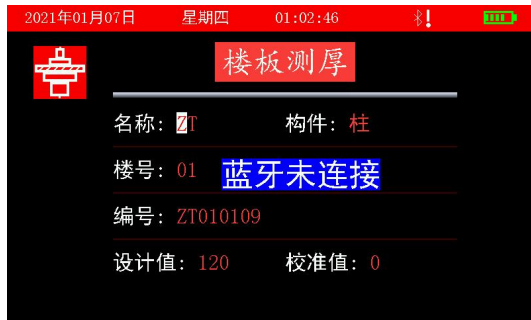 2021年01月07日 星期四 01:02:46
楼板测厚
名称: ZT 构件: 柱
楼号: 01 蓝牙未连接
编号: ZT010109
设计值: 120 校准值: 0